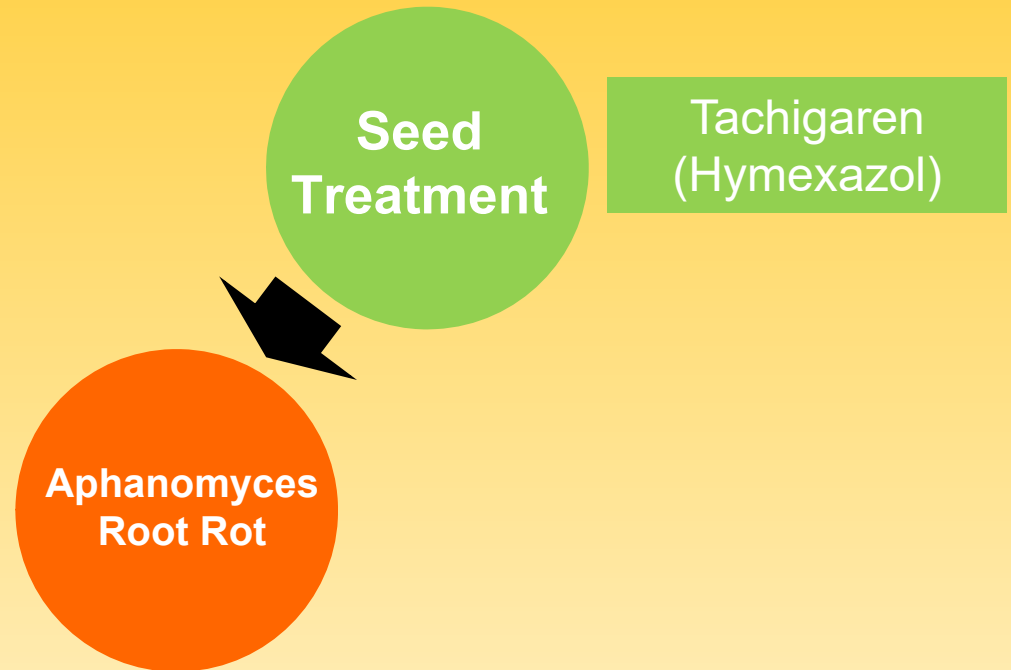 Seed
Treatment
Tachigaren
(Hymexazol)
Aphanomyces
Root Rot